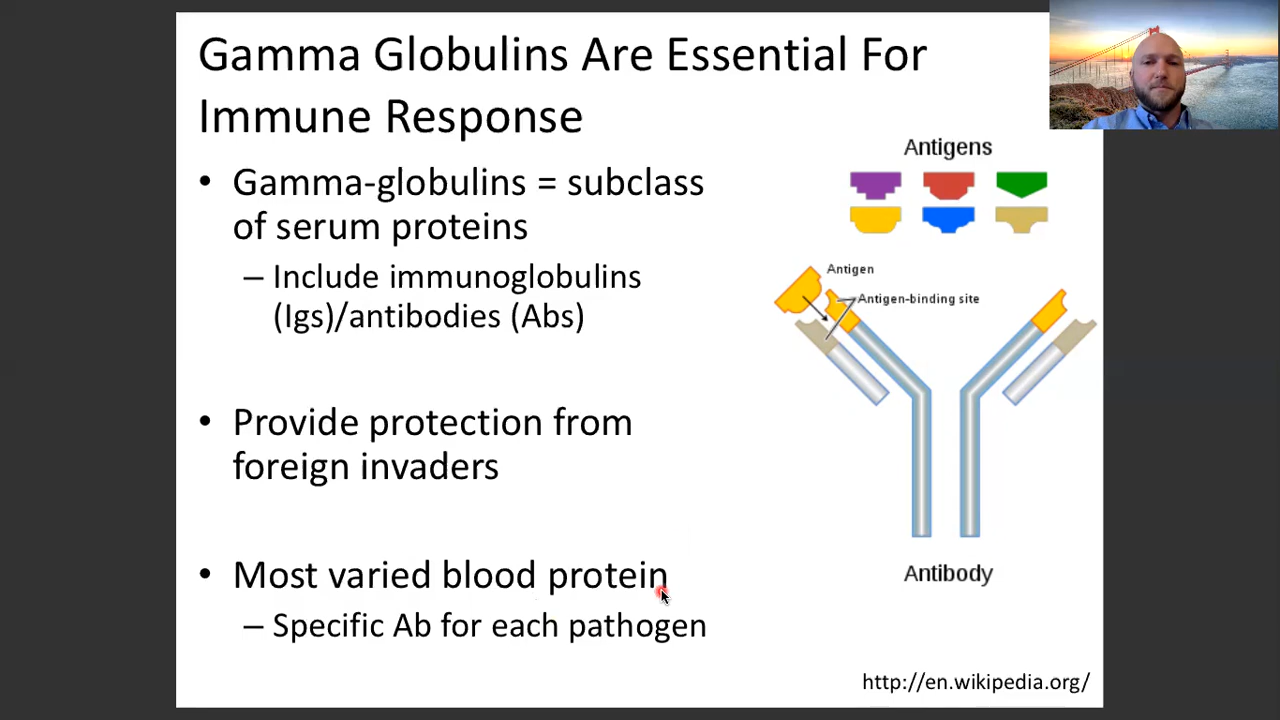 Gamma Globulins Are Essential For
Immune Response
• Gamma-globulins = subclass
of serum proteins
– Include immunoglobulins
(Igs)/antibodies (Abs)
• Provide protection from
foreign invaders
• Most varied blood protein
– Specific Ab for each pathogen
Antigens
Antigen
Antigen-binding site
Antibody
http://en.wikipedia.org/